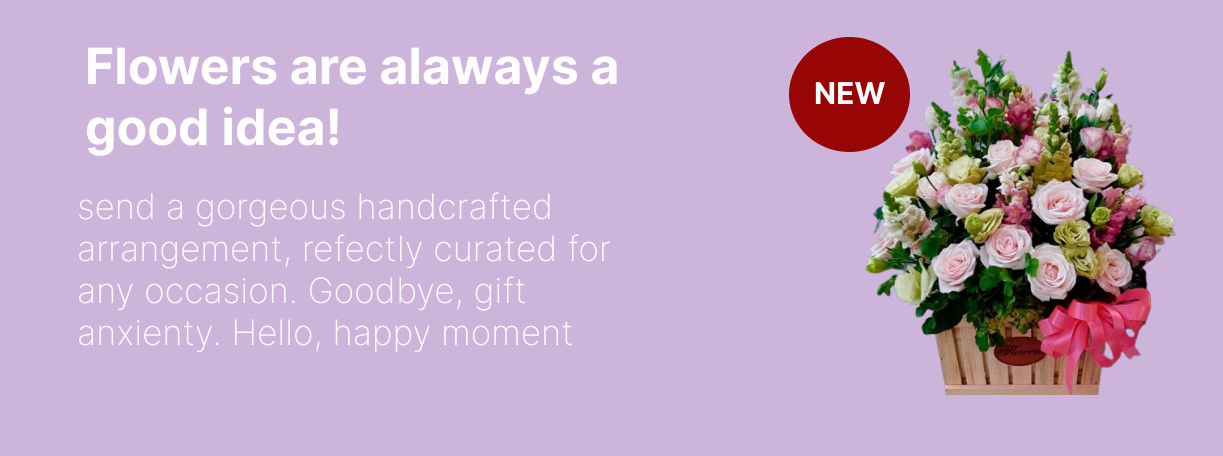 Flowers are alaways a
good idea!
send a gorgeous handcrafted
arrangement, refectly curated for
any occasion. Goodbye, gift
anxienty. Hello, happy moment
NEW
Flowers